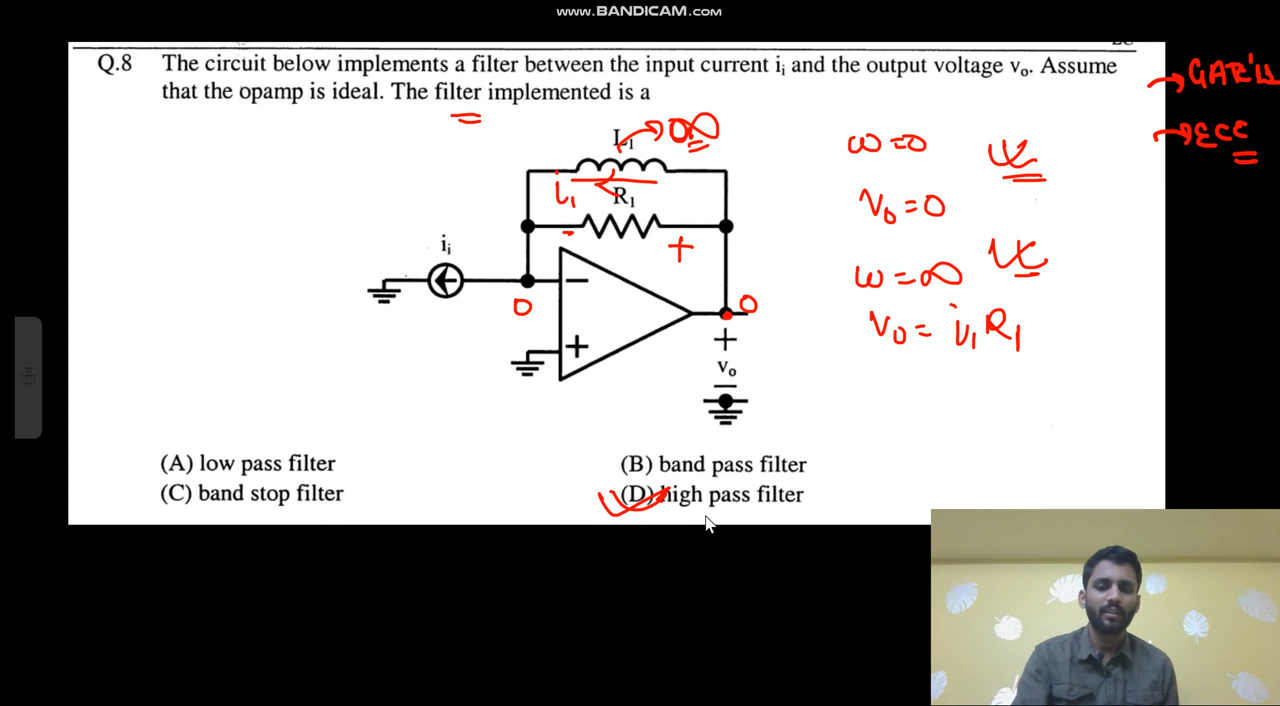 www.BANDICAM.com
Q.8 The circuit below implements a filter between the input current iᵢ and the output voltage vₒ. Assume
that the opamp is ideal. The filter implemented is a
L₁
∞
i₁
R₁
-
+
iᵢ
−
0
0
+
+
vₒ
−
ω = 0
V₀ = 0
ω = ∞
V₀ = i₁ R₁
ECE
(A) low pass filter
(B) band pass filter
(C) band stop filter
(D) high pass filter